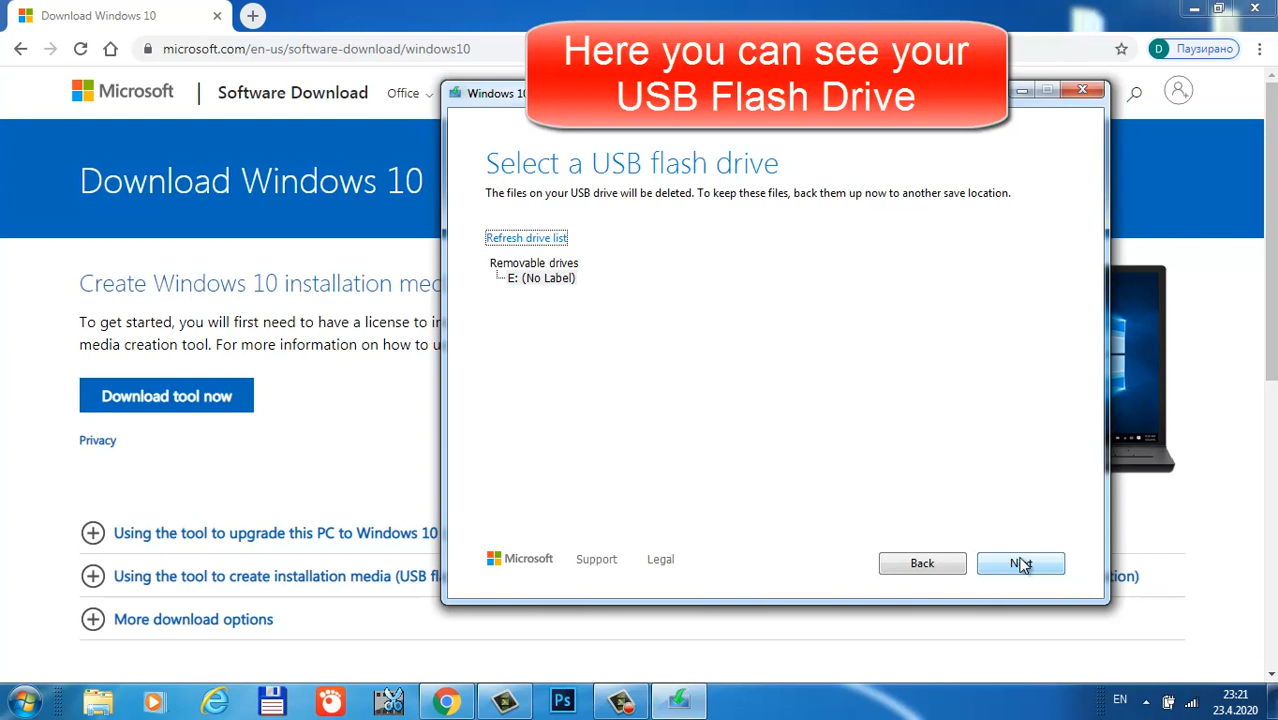 Download Windows 10
microsoft.com/en-us/software-download/windows10
D Паузирано
Here you can see your
USB Flash Drive
Microsoft
Software Download
Office
Windows 10
Download Windows 10
Select a USB flash drive
The files on your USB drive will be deleted. To keep these files, back them up now to another save location.
Refresh drive list
Removable drives
E: (No Label)
Create Windows 10 installation med
To get started, you will first need to have a license to in
media creation tool. For more information on how to u
Download tool now
Privacy
Using the tool to upgrade this PC to Windows 10
Using the tool to create installation media (USB fl
tion)
More download options
Microsoft
Support
Legal
Back
Ps
EN
23:21
23.4.2020